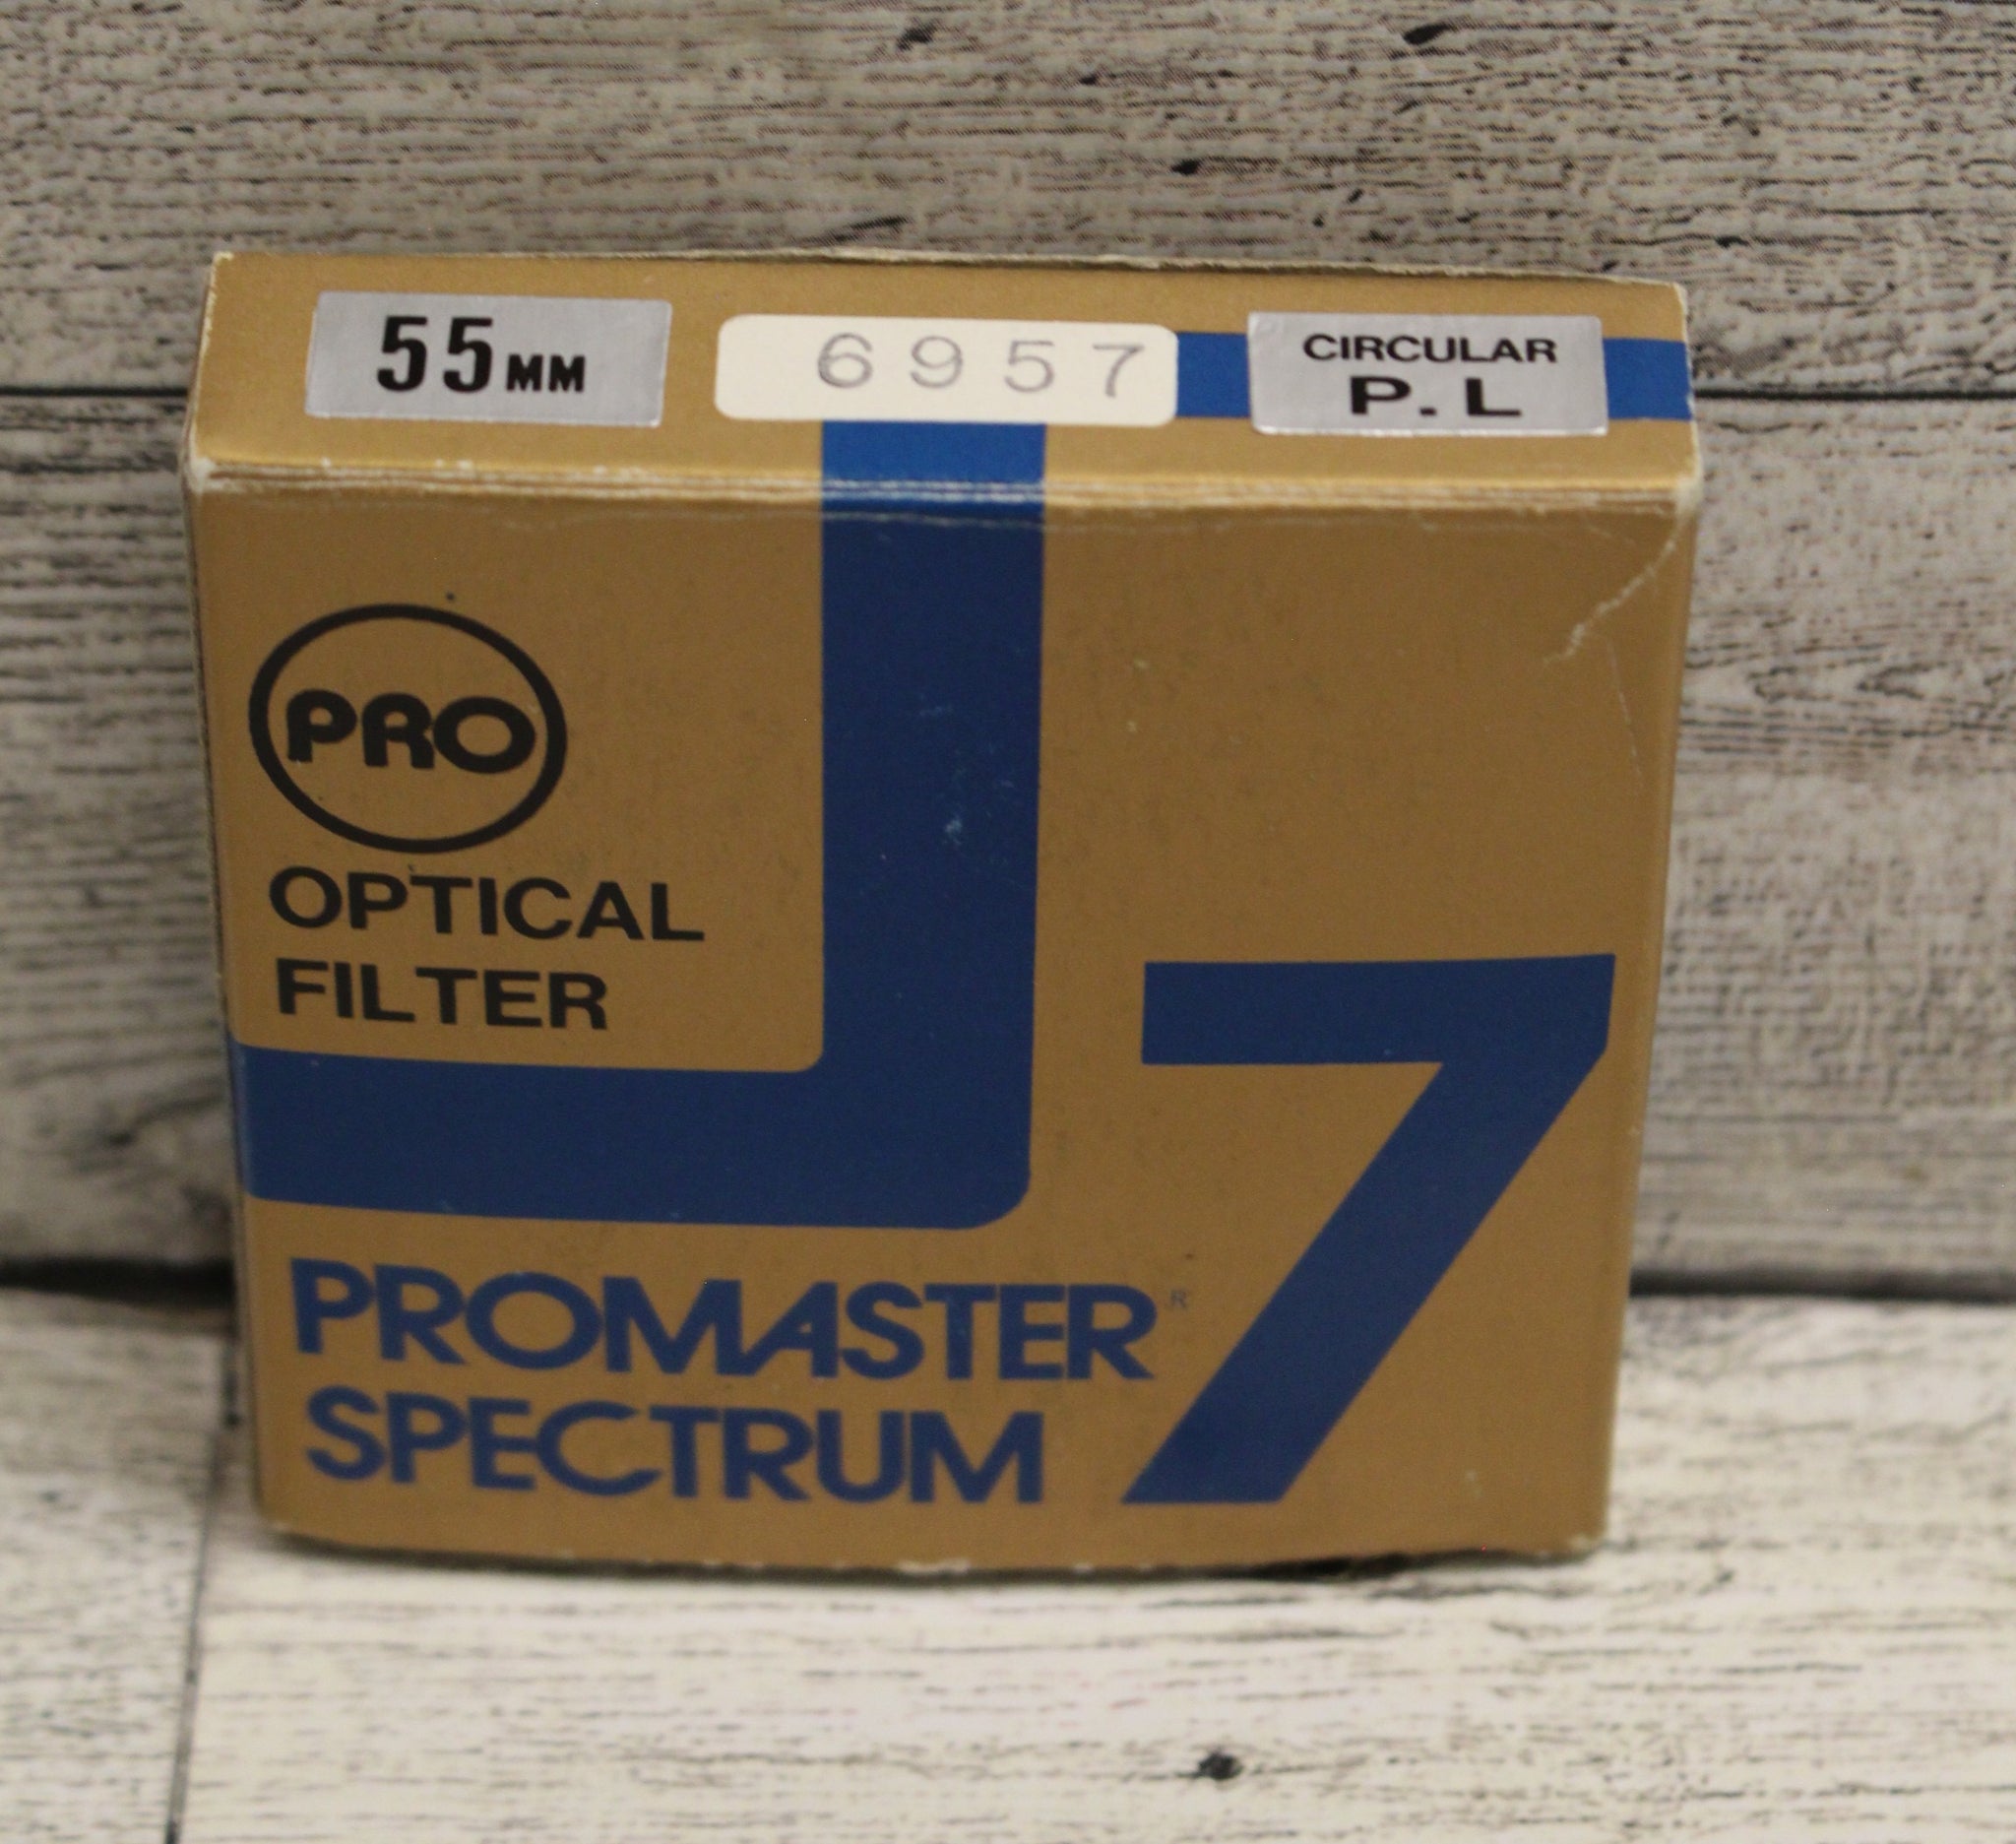 55MM
6957
CIRCULAR
P.L
PRO
OPTICAL
FILTER
7
PROMASTER®
SPECTRUM